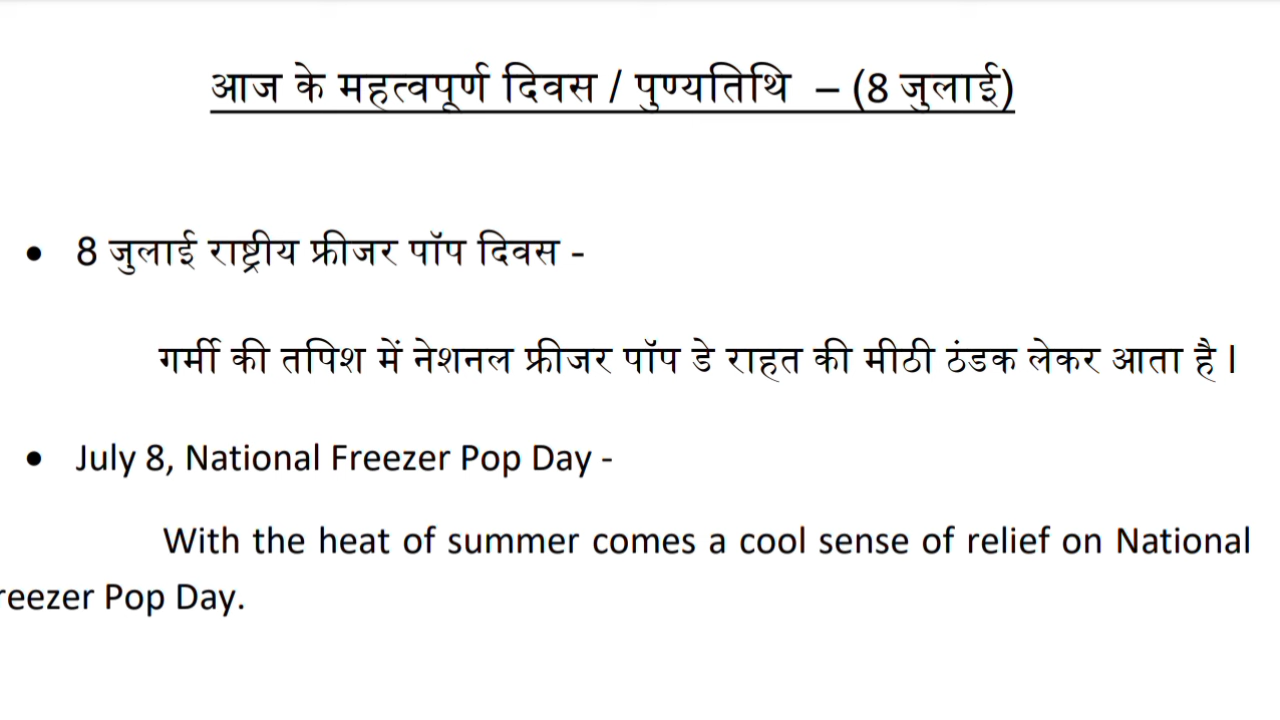 आज के महत्वपूर्ण दिवस / पुण्यतिथि – (8 जुलाई)
• 8 जुलाई राष्ट्रीय फ्रीजर पॉप दिवस -
गर्मी की तपिश में नेशनल फ्रीजर पॉप डे राहत की मीठी ठंडक लेकर आता है।
• July 8, National Freezer Pop Day -
With the heat of summer comes a cool sense of relief on National
reezer Pop Day.